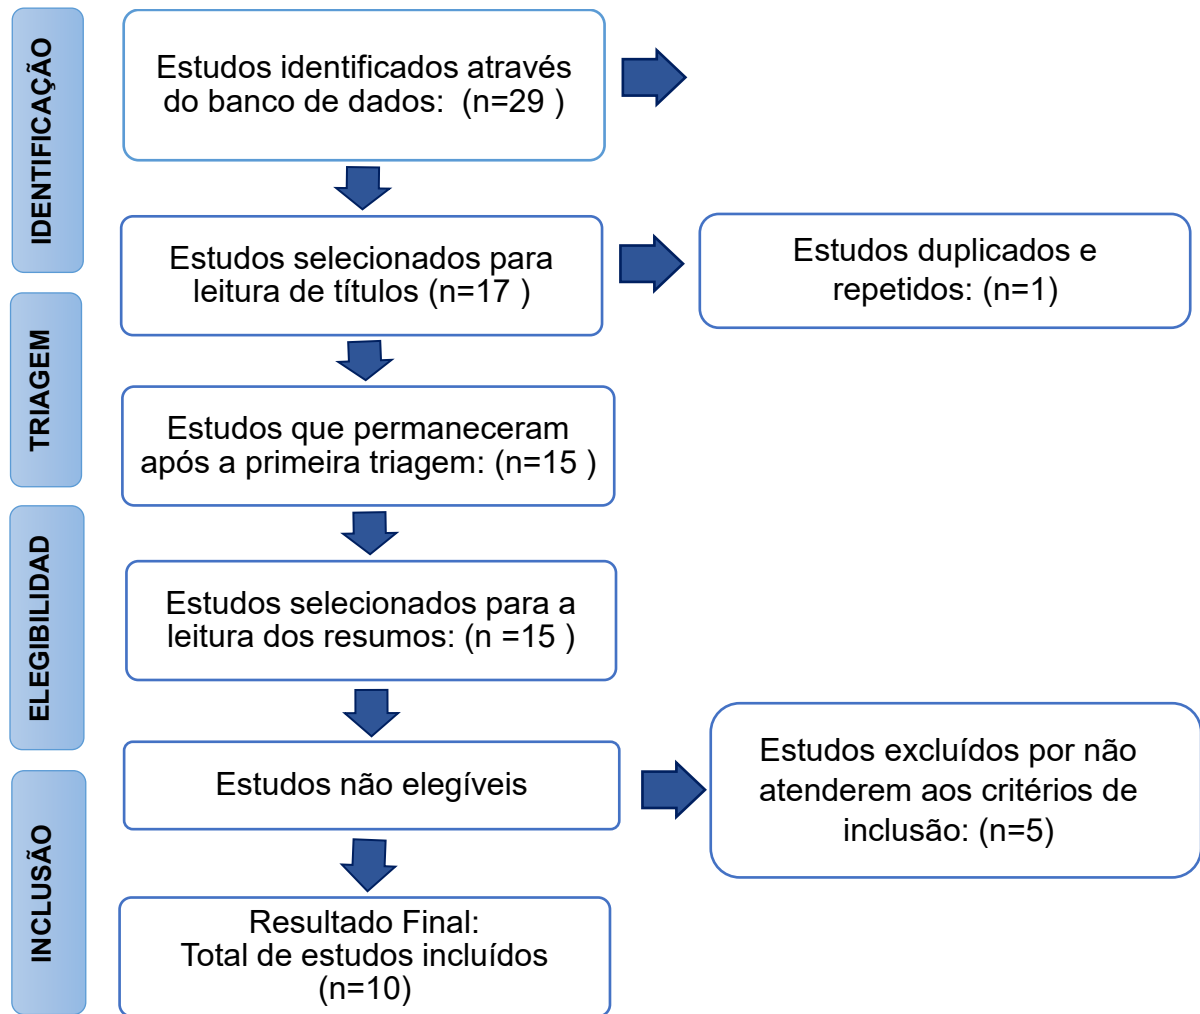 IDENTIFICAÇÃO
Estudos identificados através
do banco de dados: (n=29 )
Estudos selecionados para
leitura de títulos (n=17 )
Estudos duplicados e
repetidos: (n=1)
TRIAGEM
Estudos que permaneceram
após a primeira triagem: (n=15 )
ELEGIBILIDAD
Estudos selecionados para a
leitura dos resumos: (n =15 )
Estudos não elegíveis
Estudos excluídos por não
atenderem aos critérios de
inclusão: (n=5)
INCLUSÃO
Resultado Final:
Total de estudos incluídos
(n=10)